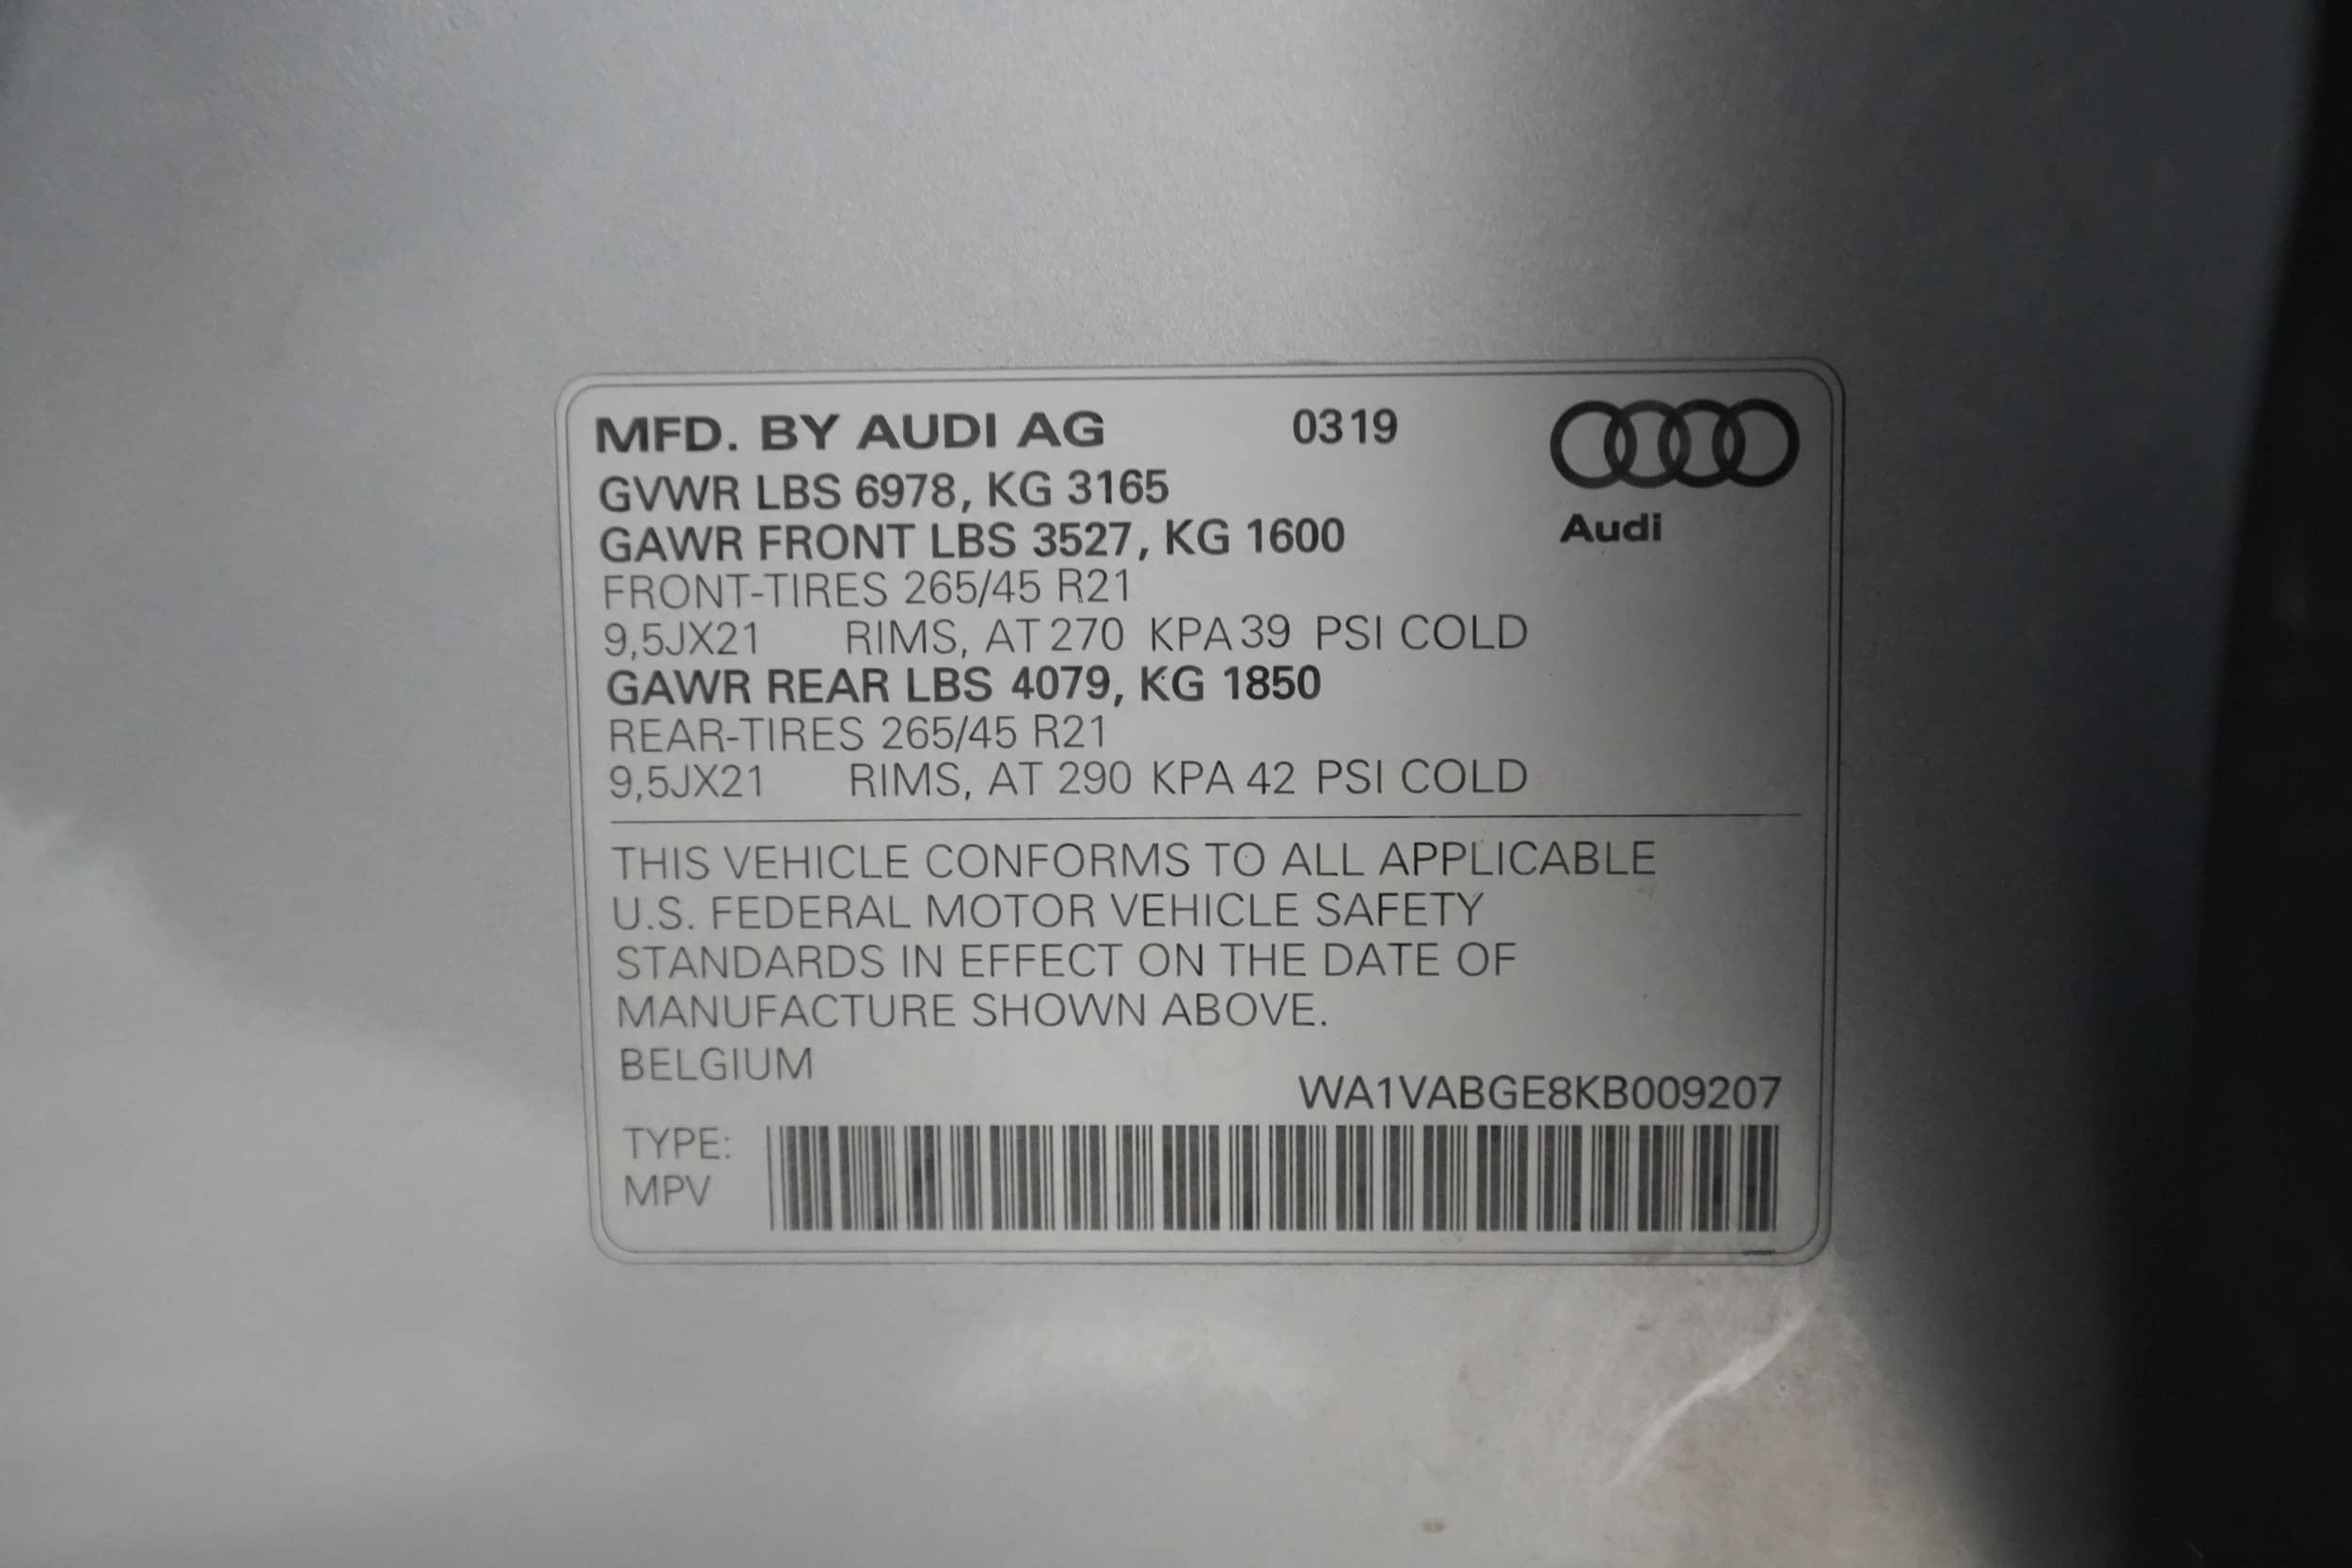 MFD. BY AUDI AG 0319
GVWR LBS 6978, KG 3165
GAWR FRONT LBS 3527, KG 1600
Audi
FRONT-TIRES 265/45 R21
9,5JX21 RIMS, AT 270 KPA 39 PSI COLD
GAWR REAR LBS 4079, KG 1850
REAR-TIRES 265/45 R21
9,5JX21 RIMS, AT 290 KPA 42 PSI COLD
THIS VEHICLE CONFORMS TO ALL APPLICABLE
U.S. FEDERAL MOTOR VEHICLE SAFETY
STANDARDS IN EFFECT ON THE DATE OF
MANUFACTURE SHOWN ABOVE.
BELGIUM
WA1VABGE8KB009207
TYPE:
MPV